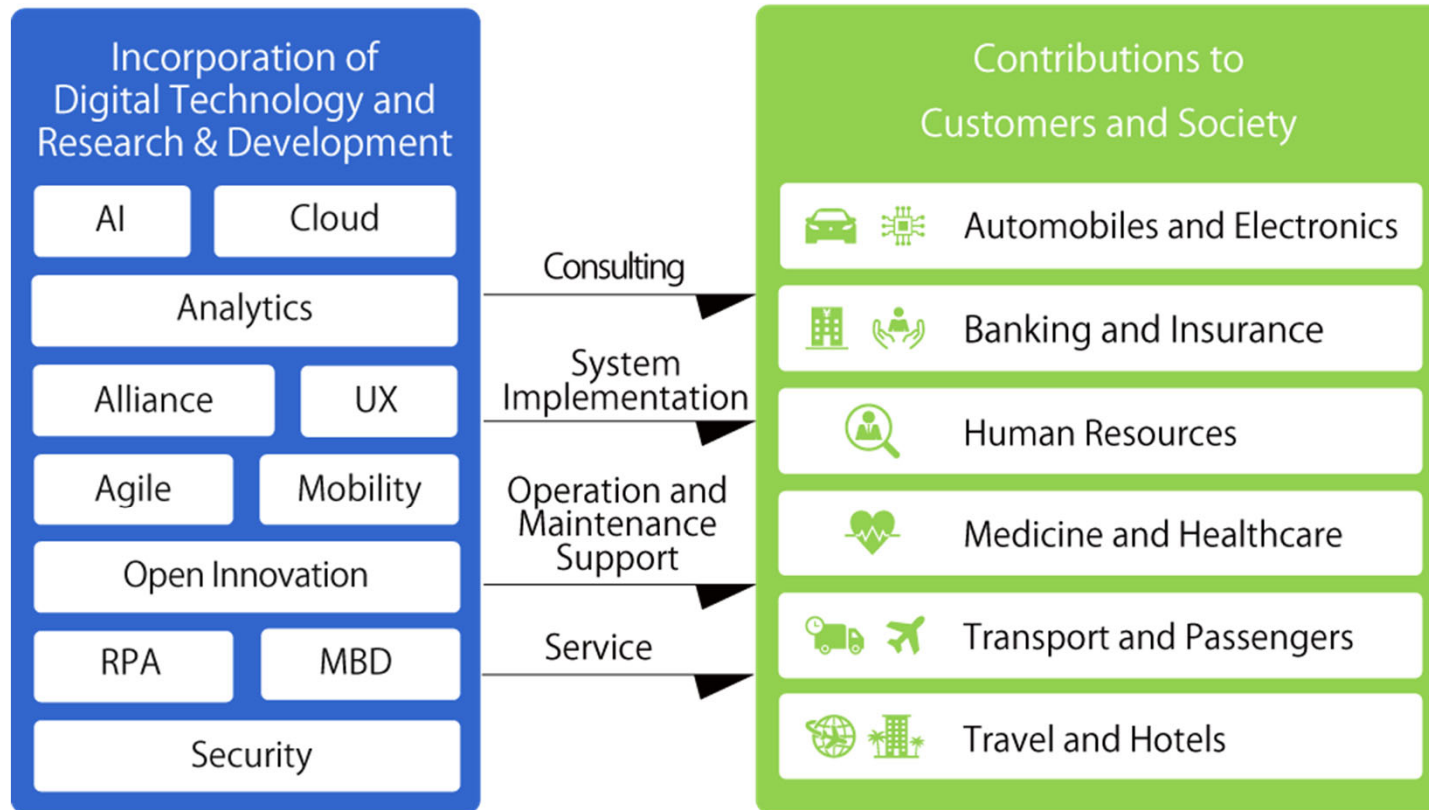 Incorporation of
Digital Technology and
Research & Development
AI
Cloud
Analytics
Alliance
UX
Agile
Mobility
Open Innovation
RPA
MBD
Security
Consulting
System
Implementation
Operation and
Maintenance
Support
Service
Contributions to
Customers and Society
Automobiles and Electronics
¥
Banking and Insurance
Human Resources
Medicine and Healthcare
Transport and Passengers
Travel and Hotels